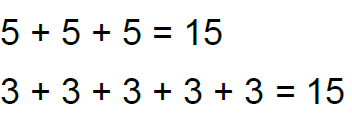 5 + 5 + 5 = 15
3 + 3 + 3 + 3 + 3 = 15